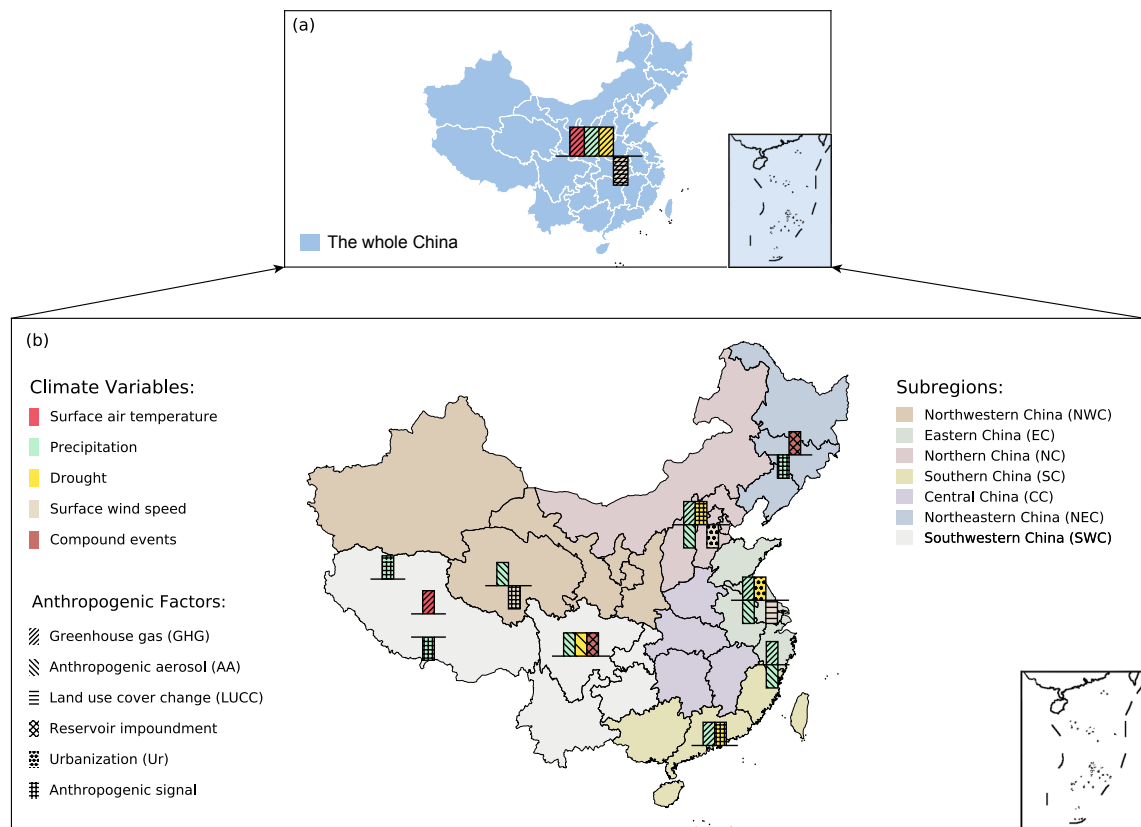 (a)
The whole China
(b)
Climate Variables:
Surface air temperature
Precipitation
Drought
Surface wind speed
Compound events
Anthropogenic Factors:
Greenhouse gas (GHG)
Anthropogenic aerosol (AA)
Land use cover change (LUCC)
Reservoir impoundment
Urbanization (Ur)
Anthropogenic signal
Subregions:
Northwestern China (NWC)
Eastern China (EC)
Northern China (NC)
Southern China (SC)
Central China (CC)
Northeastern China (NEC)
Southwestern China (SWC)